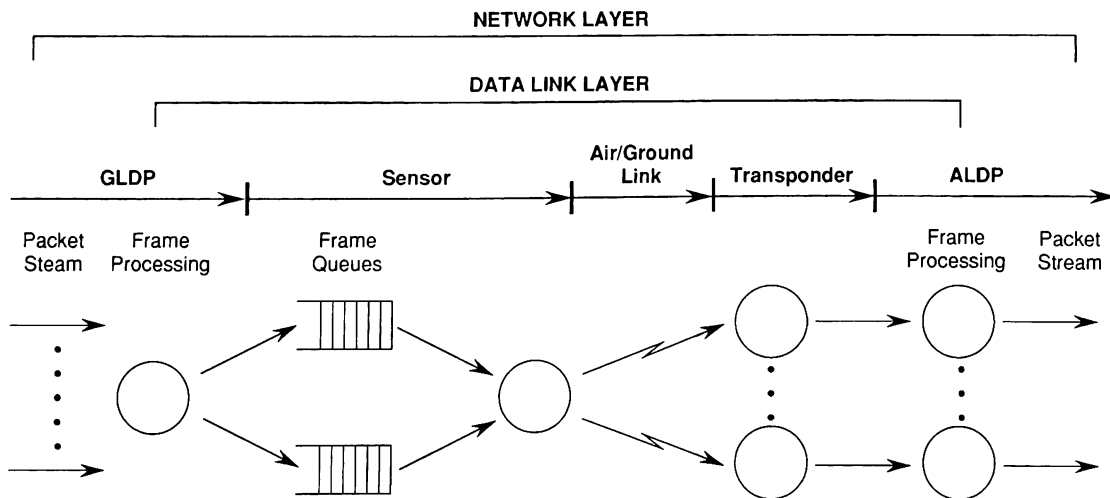 NETWORK LAYER
DATA LINK LAYER
GLDP
Sensor
Air/Ground
Link
Transponder
ALDP
Packet
Steam
Frame
Processing
Frame
Queues
Frame
Processing
Packet
Stream